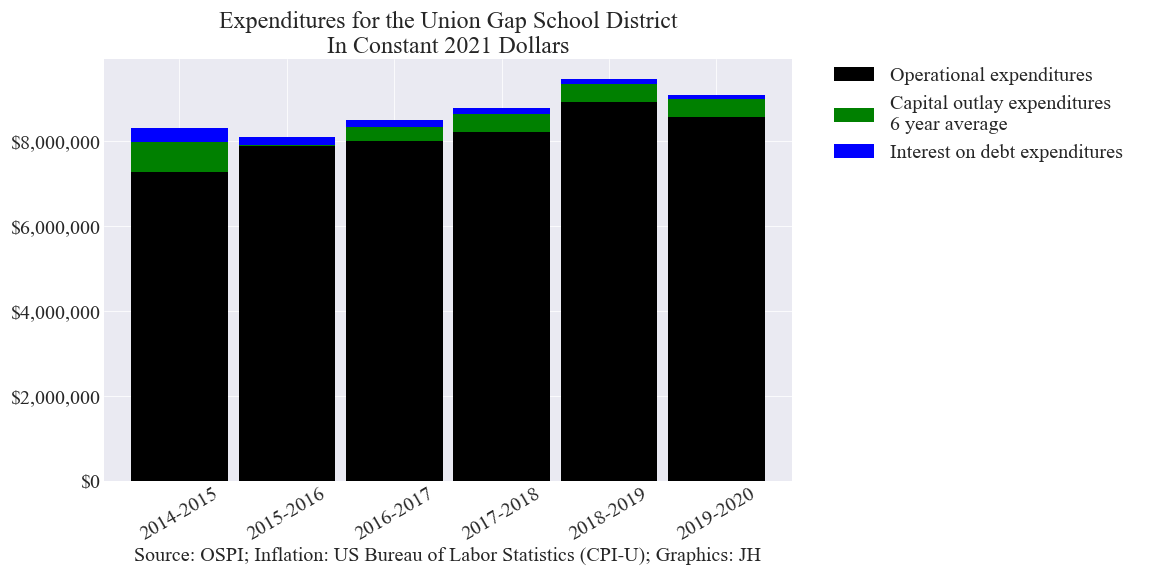 Expenditures for the Union Gap School District
In Constant 2021 Dollars
Operational expenditures
Capital outlay expenditures
6 year average
Interest on debt expenditures
$8,000,000
$6,000,000
$4,000,000
$2,000,000
$0
2014-2015
2015-2016
2016-2017
2017-2018
2018-2019
2019-2020
Source: OSPI; Inflation: US Bureau of Labor Statistics (CPI-U); Graphics: JH